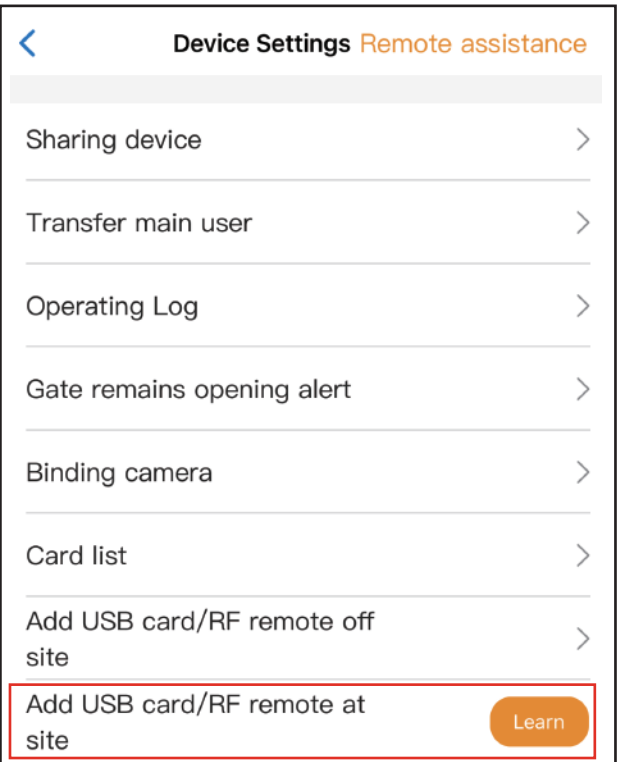 Device Settings Remote assistance
Sharing device
Transfer main user
Operating Log
Gate remains opening alert
Binding camera
Card list
Add USB card/RF remote off
site
Add USB card/RF remote at
site
Learn